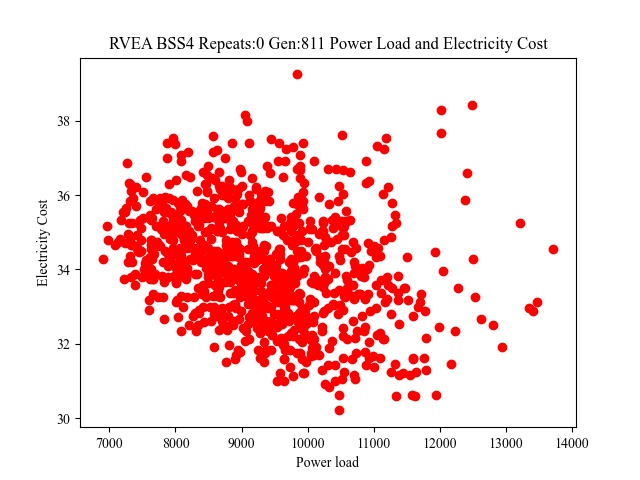 RVEA BSS4 Repeats:0 Gen:811 Power Load and Electricity Cost
38
36
34
32
30
Electricity Cost
7000 8000 9000 10000 11000 12000 13000 14000
Power load